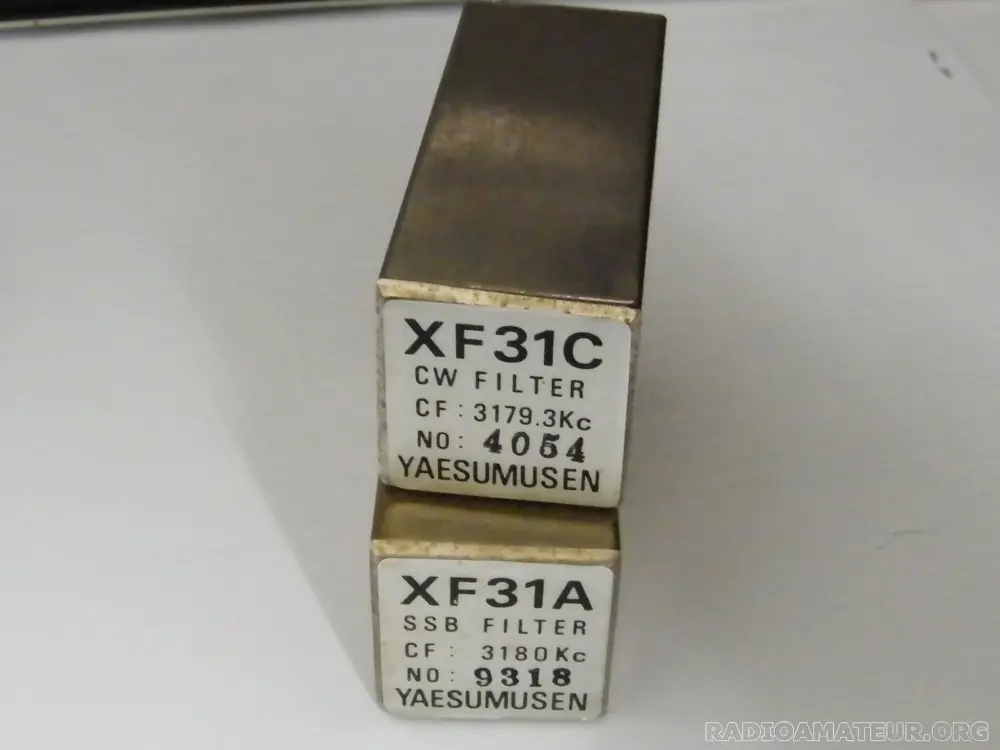 XF31C
CW FILTER
CF: 3179.3Kc
NO: 4054
YAESUMUSEN
XF31A
SSB FILTER
CF: 3180Kc
NO: 9318
YAESUMUSEN
RADIOAMATEUR.ORG